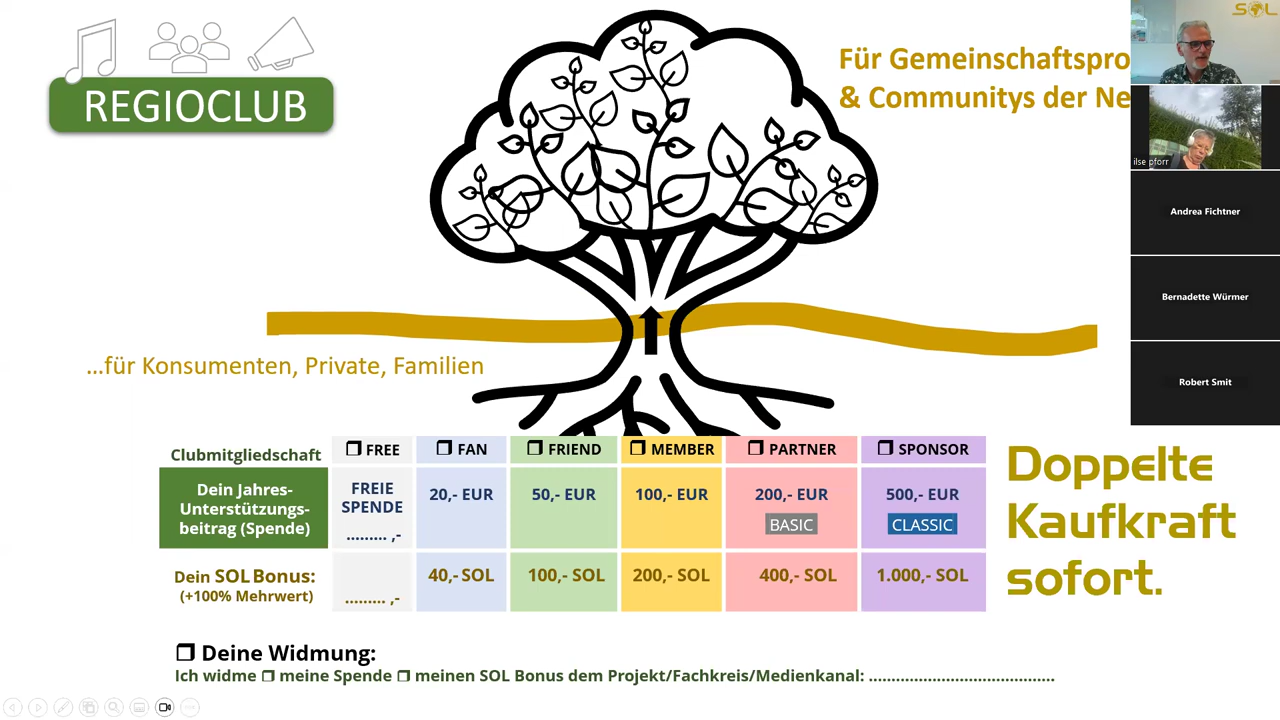 REGIOCLUB
Für Gemeinschaftspro
& Communitys der Ne
SOL
ilse pforr
Andrea Fichtner
Bernadette Würmer
Robert Smit
...für Konsumenten, Private, Familien
Clubmitgliedschaft ❒ FREE ❒ FAN ❒ FRIEND ❒ MEMBER ❒ PARTNER ❒ SPONSOR
Dein Jahres-
Unterstützungs-
beitrag (Spende)
FREIE
SPENDE
......... ,-
20,- EUR 50,- EUR 100,- EUR 200,- EUR 500,- EUR
BASIC CLASSIC
Dein SOL Bonus:
(+100% Mehrwert)
......... ,-
40,- SOL 100,- SOL 200,- SOL 400,- SOL 1.000,- SOL
Doppelte
Kaufkraft
sofort.
❒ Deine Widmung:
Ich widme ❒ meine Spende ❒ meinen SOL Bonus dem Projekt/Fachkreis/Medienkanal: .........................................